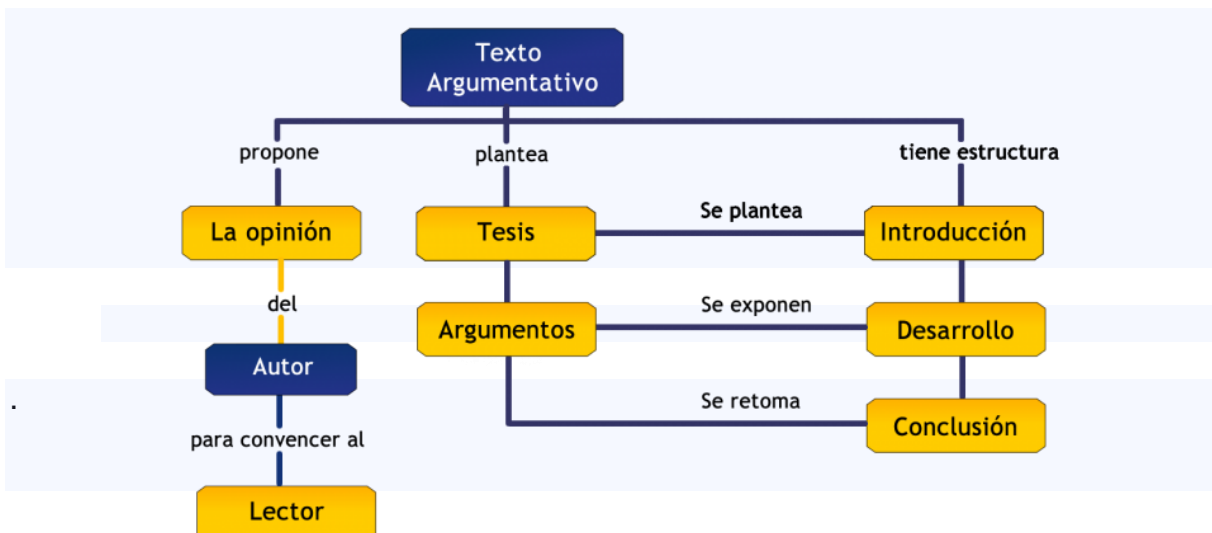 Texto
Argumentativo
propone
plantea
tiene estructura
La opinión
Tesis
Se plantea
Introducción
del
Argumentos
Se exponen
Desarrollo
Autor
.
Se retoma
Conclusión
para convencer al
Lector